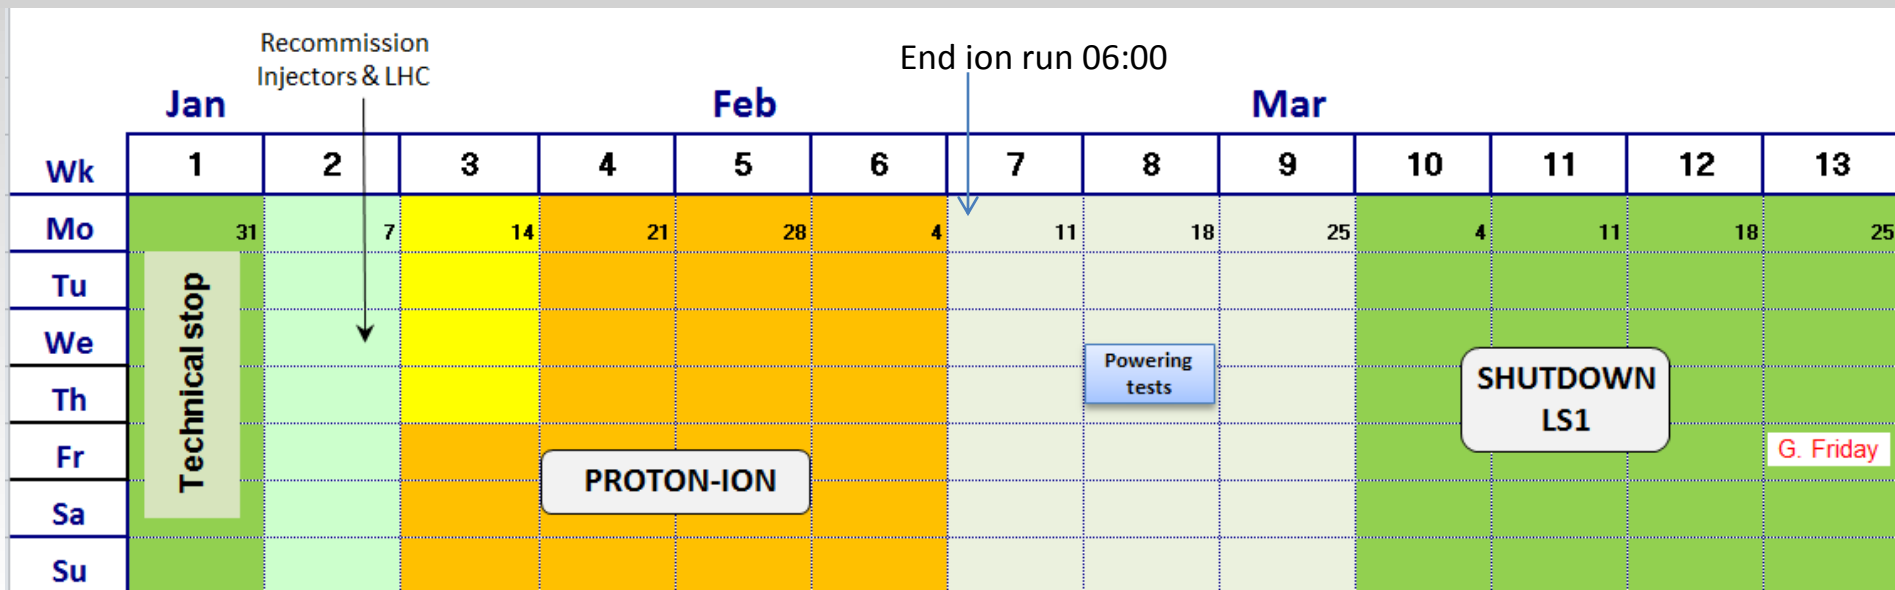 Recommission
Injectors & LHC
End ion run 06:00
Jan Feb Mar
Wk 1 2 3 4 5 6 7 8 9 10 11 12 13
Mo 31 7 14 21 28 4 11 18 25 4 11 18 25
Tu
We
Th
Fr
Sa
Su
Technical stop
PROTON-ION
Powering
tests
SHUTDOWN
LS1
G. Friday